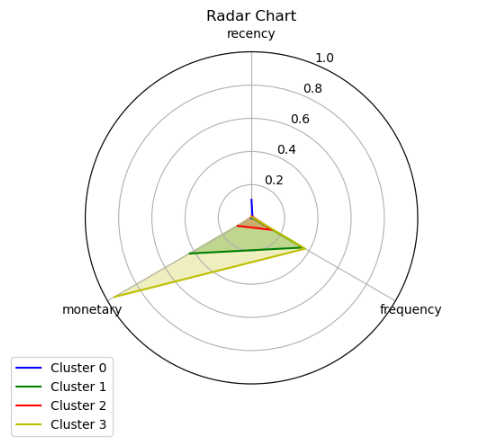 Radar Chart
recency
1.0
0.8
0.6
0.4
0.2
monetary
frequency
Cluster 0
Cluster 1
Cluster 2
Cluster 3